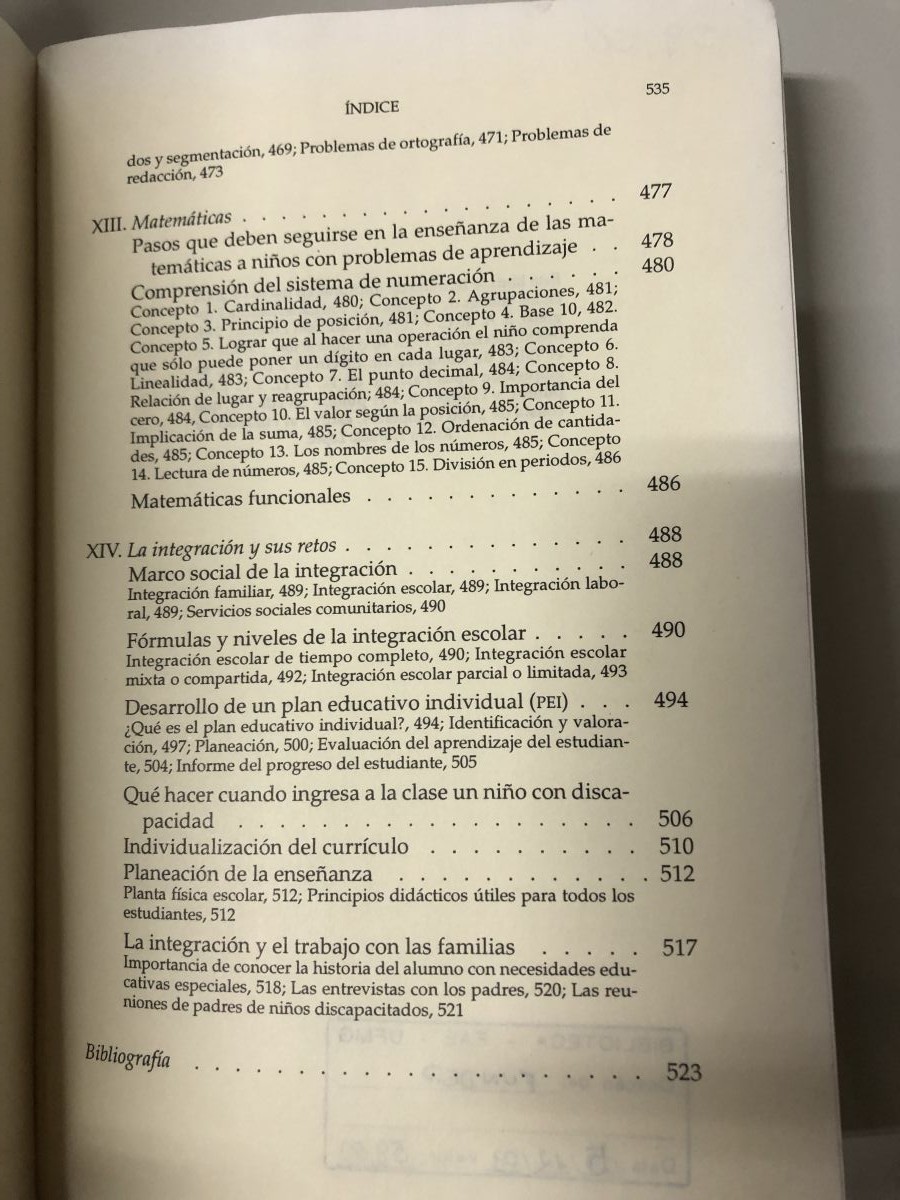 ÍNDICE 535
dos y segmentación, 469; Problemas de ortografía, 471; Problemas de
redacción, 473
XIII. Matemáticas . . . . . . . . . . . . . . . . . . 477
Pasos que deben seguirse en la enseñanza de las ma-
temáticas a niños con problemas de aprendizaje . . 478
Comprensión del sistema de numeración . . . . . . 480
Concepto 1. Cardinalidad, 480; Concepto 2. Agrupaciones, 481;
Concepto 3. Principio de posición, 481; Concepto 4. Base 10, 482.
Concepto 5. Lograr que al hacer una operación el niño comprenda
que sólo puede poner un dígito en cada lugar, 483; Concepto 6.
Linealidad, 483; Concepto 7. El punto decimal, 484; Concepto 8.
Relación de lugar y reagrupación; 484; Concepto 9. Importancia del
cero, 484, Concepto 10. El valor según la posición, 485; Concepto 11.
Implicación de la suma, 485; Concepto 12. Ordenación de cantida-
des, 485; Concepto 13. Los nombres de los números, 485; Concepto
14. Lectura de números, 485; Concepto 15. División en periodos, 486
Matemáticas funcionales . . . . . . . . . . . . . 486
XIV. La integración y sus retos . . . . . . . . . . . . . . 488
Marco social de la integración . . . . . . . . . . . 488
Integración familiar, 489; Integración escolar, 489; Integración labo-
ral, 489; Servicios sociales comunitarios, 490
Fórmulas y niveles de la integración escolar . . . . . 490
Integración escolar de tiempo completo, 490; Integración escolar
mixta o compartida, 492; Integración escolar parcial o limitada, 493
Desarrollo de un plan educativo individual (PEI) . . . 494
¿Qué es el plan educativo individual?, 494; Identificación y valora-
ción, 497; Planeación, 500; Evaluación del aprendizaje del estudian-
te, 504; Informe del progreso del estudiante, 505
Qué hacer cuando ingresa a la clase un niño con disca-
pacidad . . . . . . . . . . . . . . . . . . . 506
Individualización del currículo . . . . . . . . . . 510
Planeación de la enseñanza . . . . . . . . . . . . 512
Planta física escolar, 512; Principios didácticos útiles para todos los
estudiantes, 512
La integración y el trabajo con las familias . . . . . 517
Importancia de conocer la historia del alumno con necesidades edu-
cativas especiales, 518; Las entrevistas con los padres, 520; Las reu-
niones de padres de niños discapacitados, 521
Bibliografía . . . . . . . . . . . . . . . . . . 523